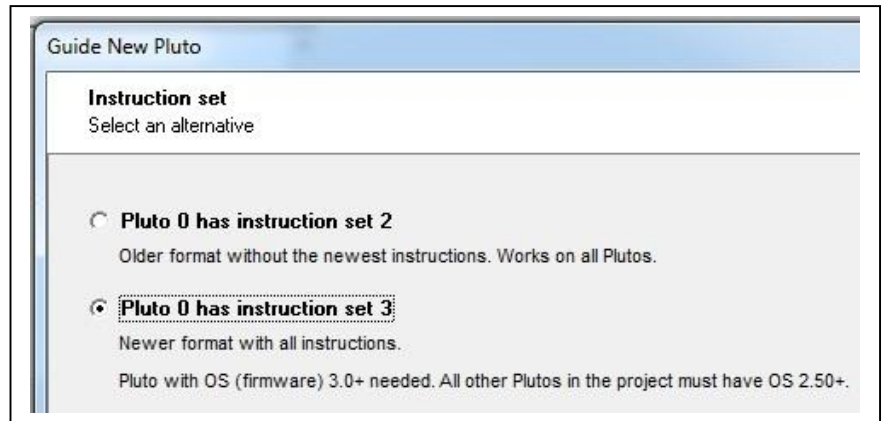 Guide New Pluto
Instruction set
Select an alternative
Pluto 0 has instruction set 2
Older format without the newest instructions. Works on all Plutos.
Pluto 0 has instruction set 3
Newer format with all instructions.
Pluto with OS (firmware) 3.0+ needed. All other Plutos in the project must have OS 2.50+.